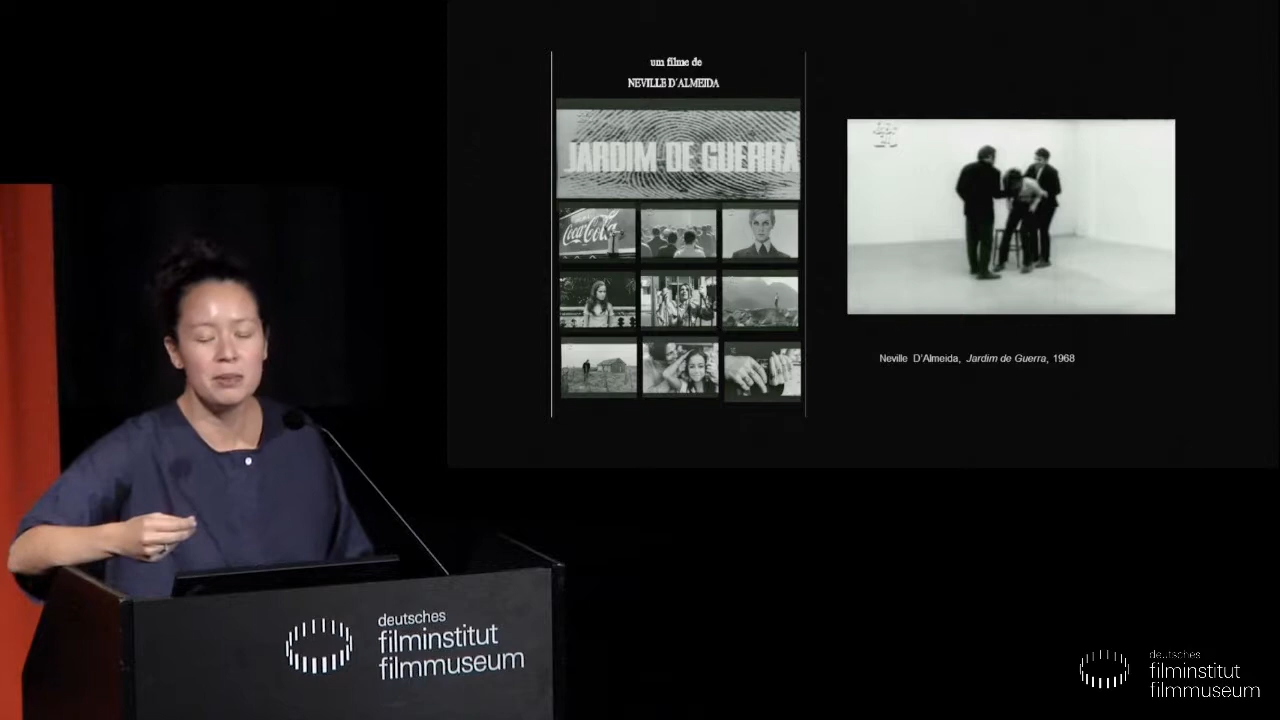 um filme de
NEVILLE D'ALMEIDA
JARDIM DE GUERRA
Coca-Cola
Neville D'Almeida, Jardim de Guerra, 1968
deutsches
filminstitut
filmmuseum
deutsches
filminstitut
filmmuseum